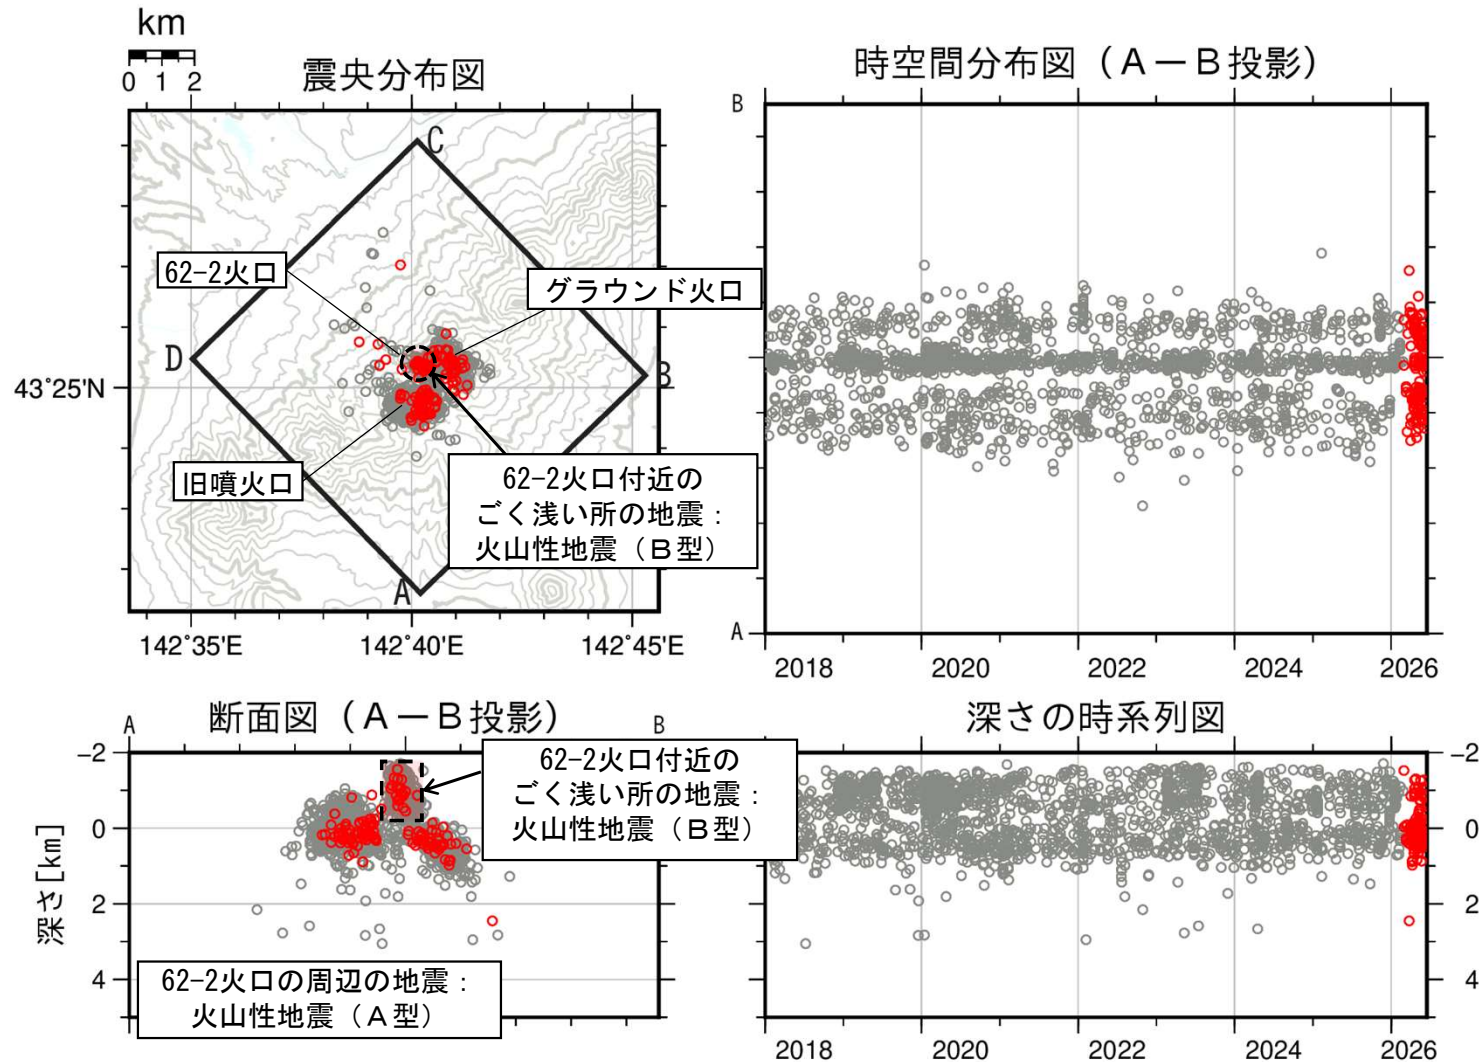 km
0 1 2
震央分布図
C
62-2火口
グラウンド火口
D
B
43°25'N
旧噴火口
62-2火口付近の
ごく浅い所の地震：
火山性地震（Ｂ型）
A
142°35'E 142°40'E 142°45'E
時空間分布図（Ａ－Ｂ投影）
B
A
2018 2020 2022 2024 2026
断面図（Ａ－Ｂ投影）
A
B
-2
0
2
4
深さ[km]
62-2火口付近の
ごく浅い所の地震：
火山性地震（Ｂ型）
62-2火口の周辺の地震：
火山性地震（Ａ型）
深さの時系列図
-2
0
2
4
2018 2020 2022 2024 2026